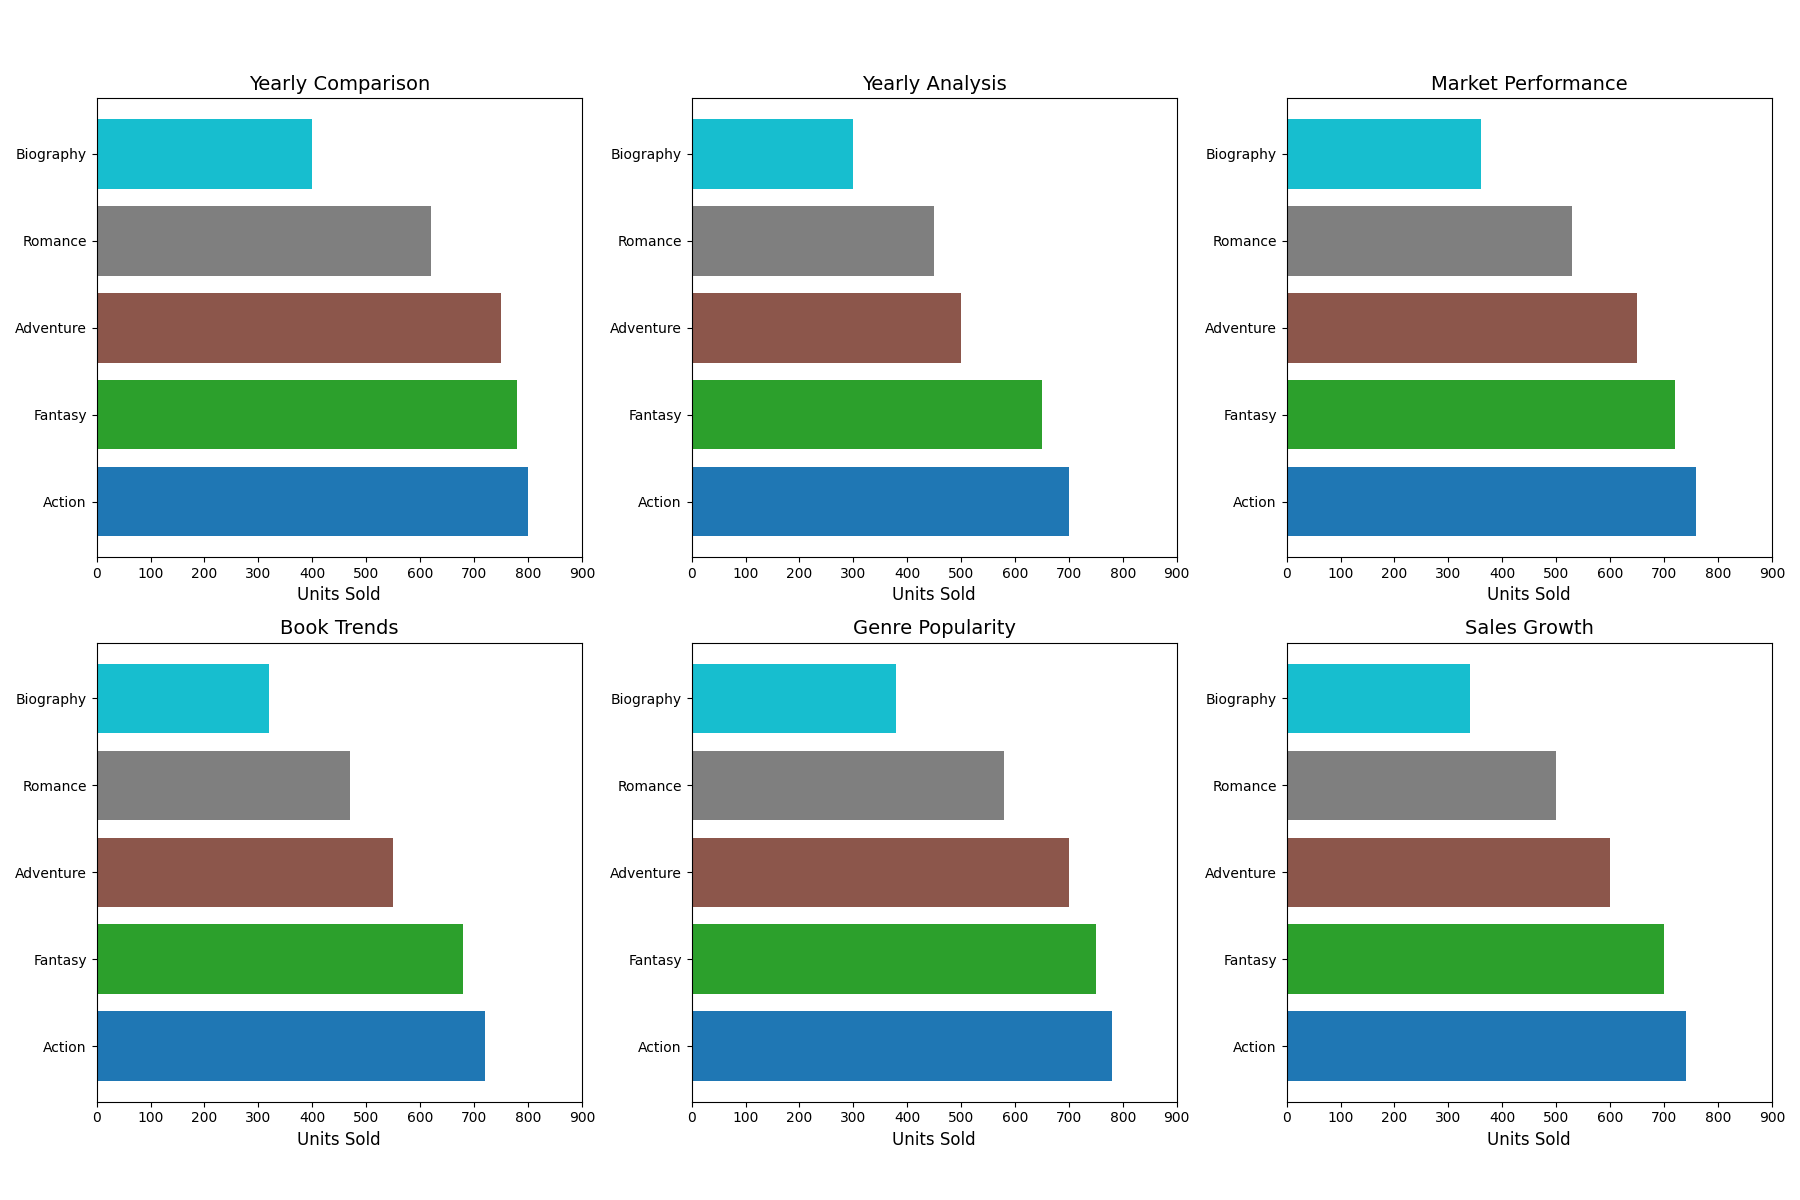 Yearly Comparison
Biography
Romance
Adventure
Fantasy
Action
0 100 200 300 400 500 600 700 800 900
Units Sold
Yearly Analysis
Biography
Romance
Adventure
Fantasy
Action
0 100 200 300 400 500 600 700 800 900
Units Sold
Market Performance
Biography
Romance
Adventure
Fantasy
Action
0 100 200 300 400 500 600 700 800 900
Units Sold
Book Trends
Biography
Romance
Adventure
Fantasy
Action
0 100 200 300 400 500 600 700 800 900
Units Sold
Genre Popularity
Biography
Romance
Adventure
Fantasy
Action
0 100 200 300 400 500 600 700 800 900
Units Sold
Sales Growth
Biography
Romance
Adventure
Fantasy
Action
0 100 200 300 400 500 600 700 800 900
Units Sold